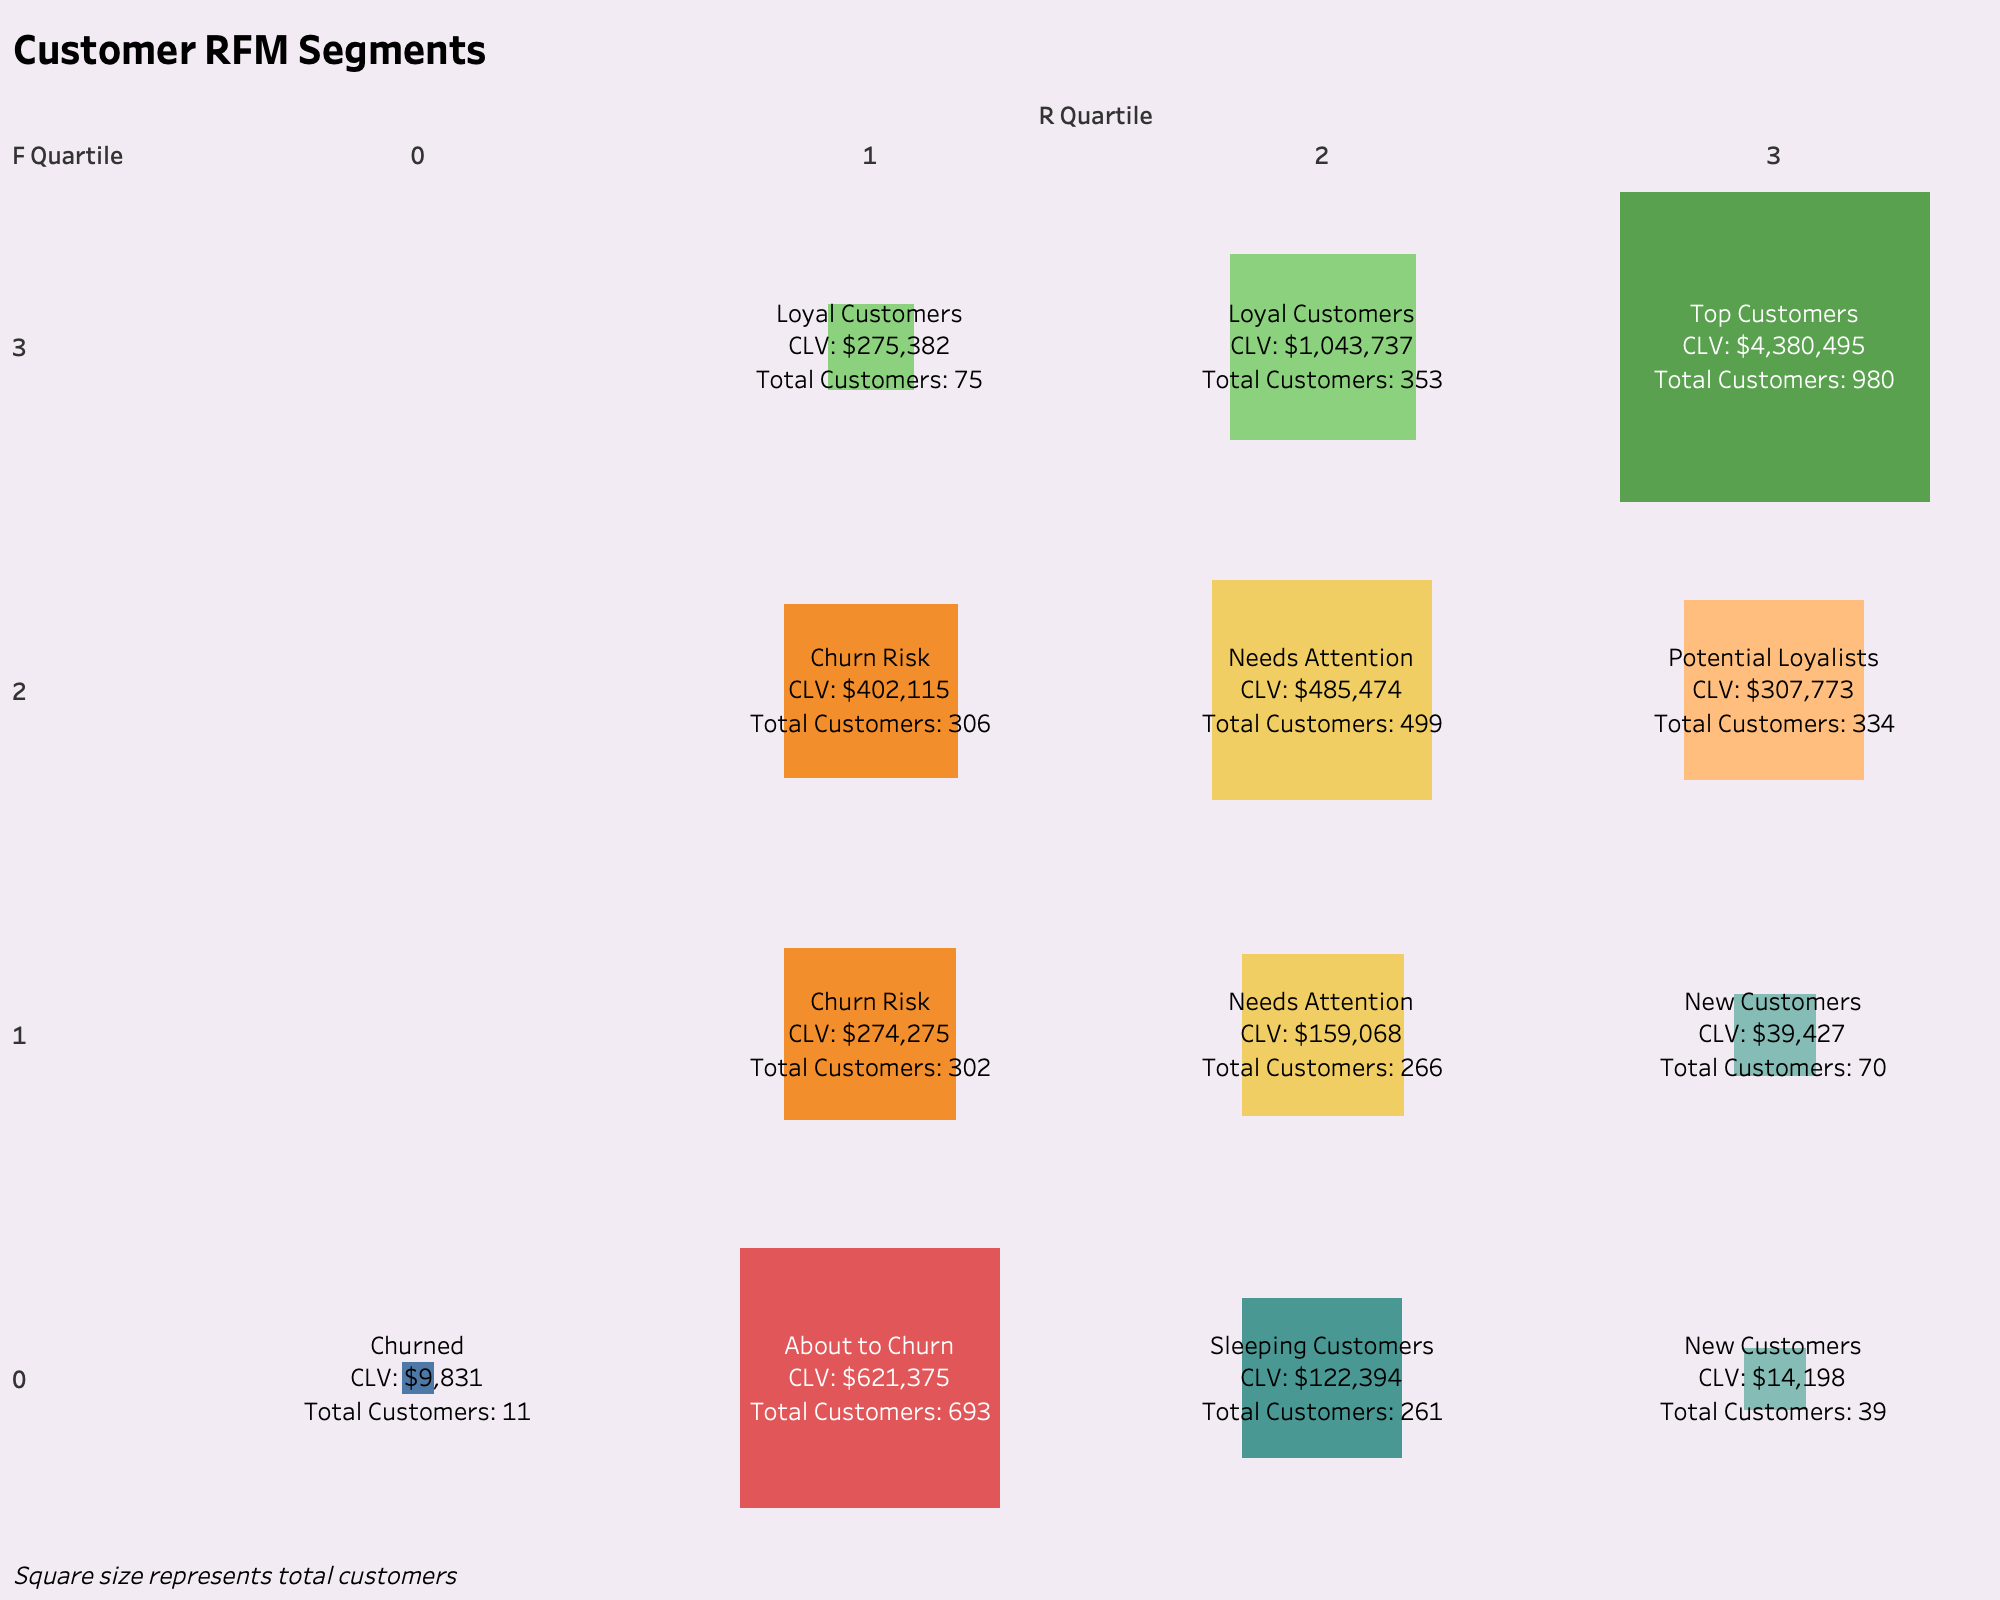 Customer RFM Segments
R Quartile
F Quartile 0 1 2 3
3
Loyal Customers
CLV: $275,382
Total Customers: 75
Loyal Customers
CLV: $1,043,737
Total Customers: 353
Top Customers
CLV: $4,380,495
Total Customers: 980
2
Churn Risk
CLV: $402,115
Total Customers: 306
Needs Attention
CLV: $485,474
Total Customers: 499
Potential Loyalists
CLV: $307,773
Total Customers: 334
1
Churn Risk
CLV: $274,275
Total Customers: 302
Needs Attention
CLV: $159,068
Total Customers: 266
New Customers
CLV: $39,427
Total Customers: 70
0
Churned
CLV: $9,831
Total Customers: 11
About to Churn
CLV: $621,375
Total Customers: 693
Sleeping Customers
CLV: $122,394
Total Customers: 261
New Customers
CLV: $14,198
Total Customers: 39
Square size represents total customers